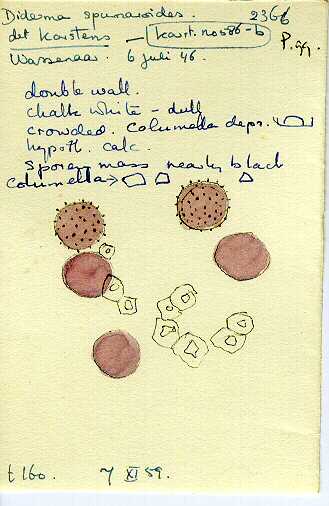 Diderma spumarioides. 2366
det Karstens - Karst. no 586-b
P. 99.
Wassenaar. 6 juli 46.
double wall.
chalk white - dull
crowded. Columella depr.
hypoth. calc.
Spore mass nearly black
Columella
t 160. 7 XI 59.